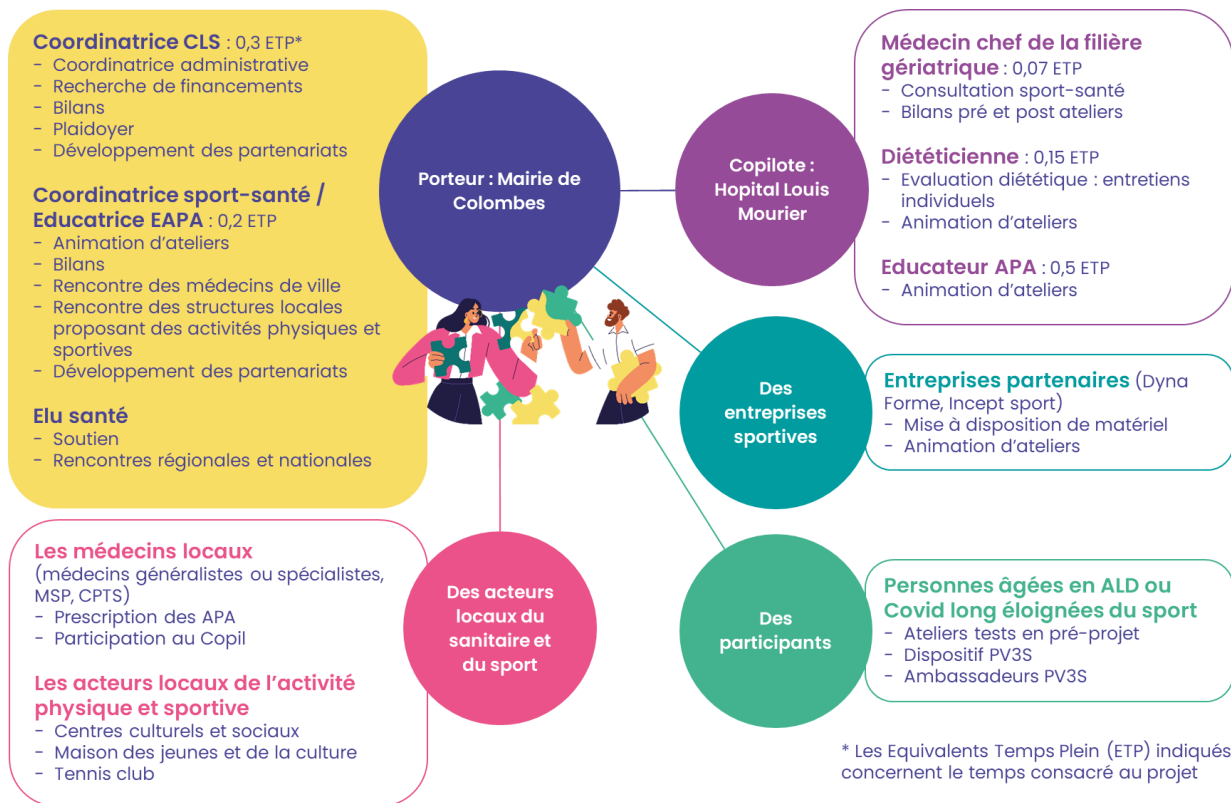 Coordinatrice CLS : 0,3 ETP*
- Coordinatrice administrative
- Recherche de financements
- Bilans
- Plaidoyer
- Développement des partenariats
Coordinatrice sport-santé /
Educatrice EAPA : 0,2 ETP
- Animation d’ateliers
- Bilans
- Rencontre des médecins de ville
- Rencontre des structures locales
proposant des activités physiques et
sportives
- Développement des partenariats
Elu santé
- Soutien
- Rencontres régionales et nationales
Porteur : Mairie de
Colombes
Copilote :
Hopital Louis
Mourier
Médecin chef de la filière
gériatrique : 0,07 ETP
- Consultation sport-santé
- Bilans pré et post ateliers
Diététicienne : 0,15 ETP
- Evaluation diététique : entretiens
individuels
- Animation d’ateliers
Educateur APA : 0,5 ETP
- Animation d’ateliers
Des
entreprises
sportives
Entreprises partenaires (Dyna
Forme, Incept sport)
- Mise à disposition de matériel
- Animation d’ateliers
Les médecins locaux
(médecins généralistes ou spécialistes,
MSP, CPTS)
- Prescription des APA
- Participation au Copil
Les acteurs locaux de l’activité
physique et sportive
- Centres culturels et sociaux
- Maison des jeunes et de la culture
- Tennis club
Des acteurs
locaux du
sanitaire et
du sport
Des
participants
Personnes âgées en ALD ou
Covid long éloignées du sport
- Ateliers tests en pré-projet
- Dispositif PV3S
- Ambassadeurs PV3S
* Les Equivalents Temps Plein (ETP) indiqués
concernent le temps consacré au projet